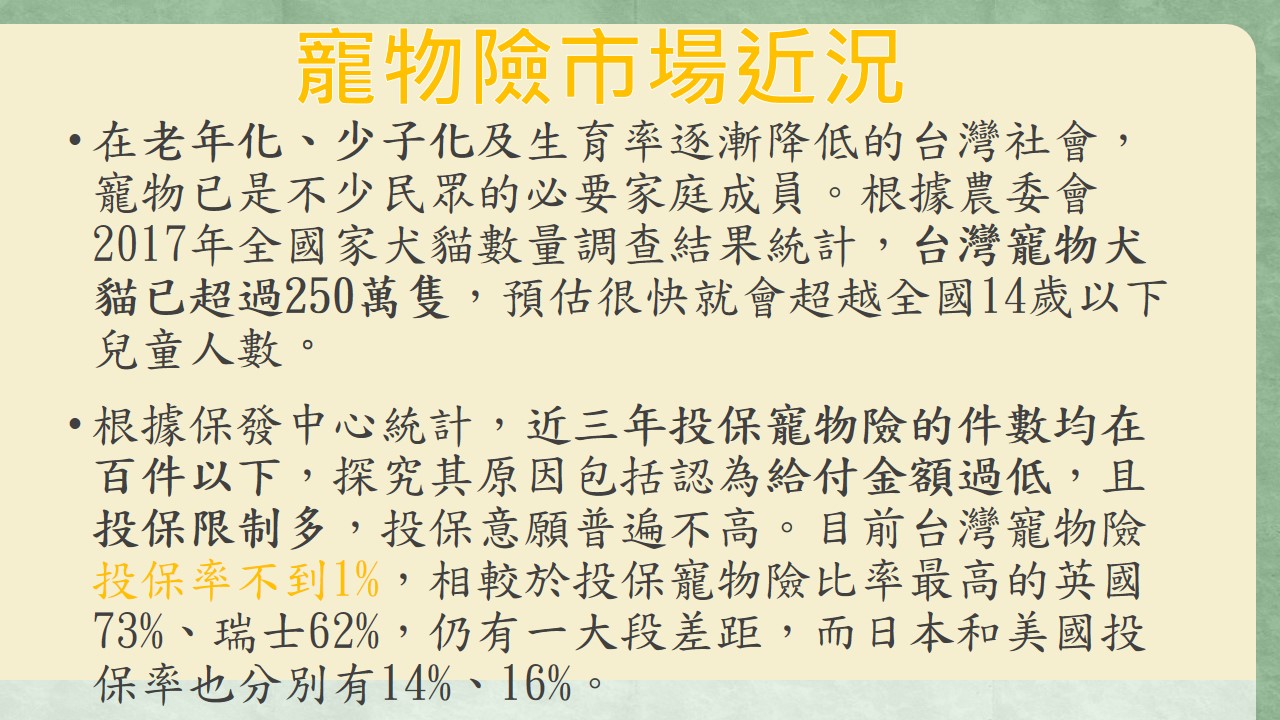 寵物險市場近況
• 在老年化、少子化及生育率逐漸降低的台灣社會，
寵物已是不少民眾的必要家庭成員。根據農委會
2017年全國家犬貓數量調查結果統計，台灣寵物犬
貓已超過250萬隻，預估很快就會超越全國14歲以下
兒童人數。
• 根據保發中心統計，近三年投保寵物險的件數均在
百件以下，探究其原因包括認為給付金額過低，且
投保限制多，投保意願普遍不高。目前台灣寵物險
投保率不到1%，相較於投保寵物險比率最高的英國
73%、瑞士62%，仍有一大段差距，而日本和美國投
保率也分別有14%、16%。